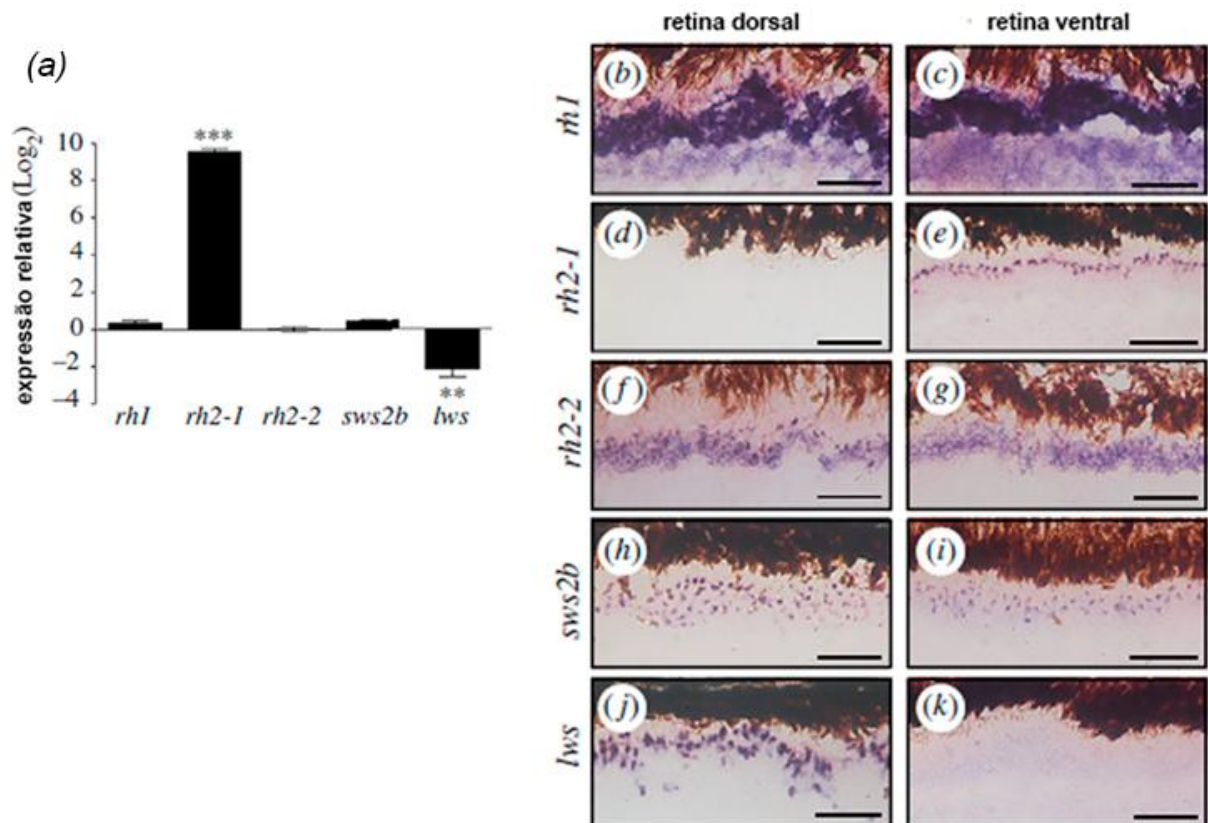 (a)
expressão relativa (Log2)
10
8
6
4
2
0
–2
–4
***
**
rh1 rh2-1 rh2-2 sws2b lws
retina dorsal retina ventral
rh1
(b) (c)
rh2-1
(d) (e)
rh2-2
(f) (g)
sws2b
(h) (i)
lws
(j) (k)